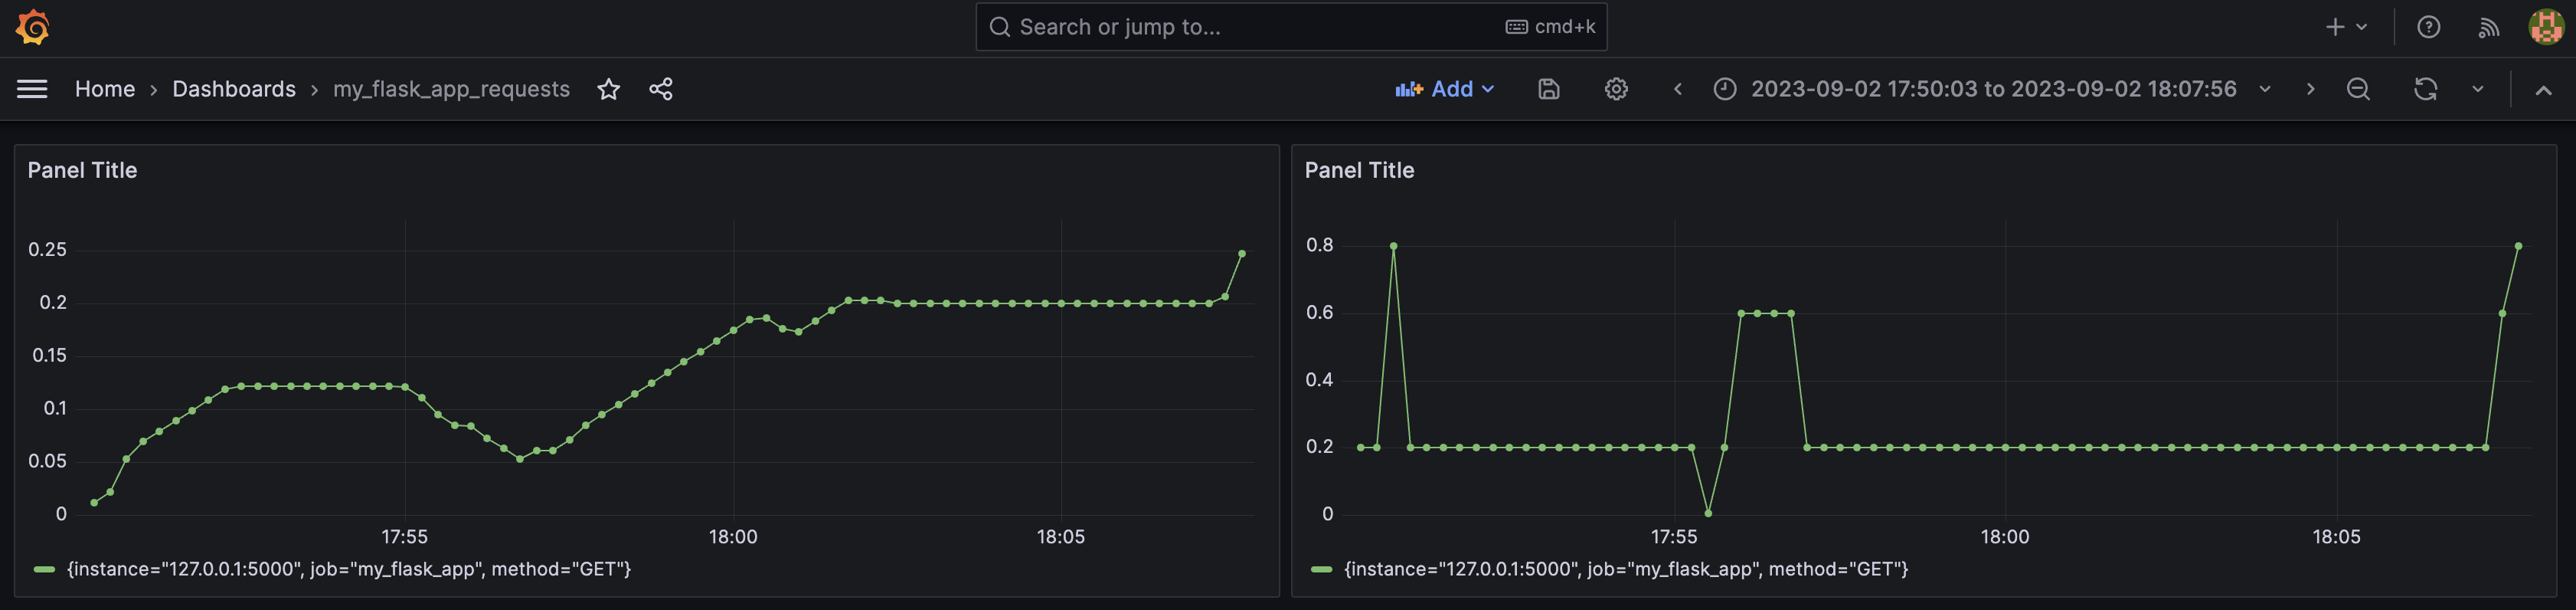 Search or jump to...
cmd+k
Home › Dashboards › my_flask_app_requests
Add
2023-09-02 17:50:03 to 2023-09-02 18:07:56
Panel Title
0.25
0.2
0.15
0.1
0.05
0
17:55 18:00 18:05
{instance="127.0.0.1:5000", job="my_flask_app", method="GET"}
Panel Title
0.8
0.6
0.4
0.2
0
17:55 18:00 18:05
{instance="127.0.0.1:5000", job="my_flask_app", method="GET"}